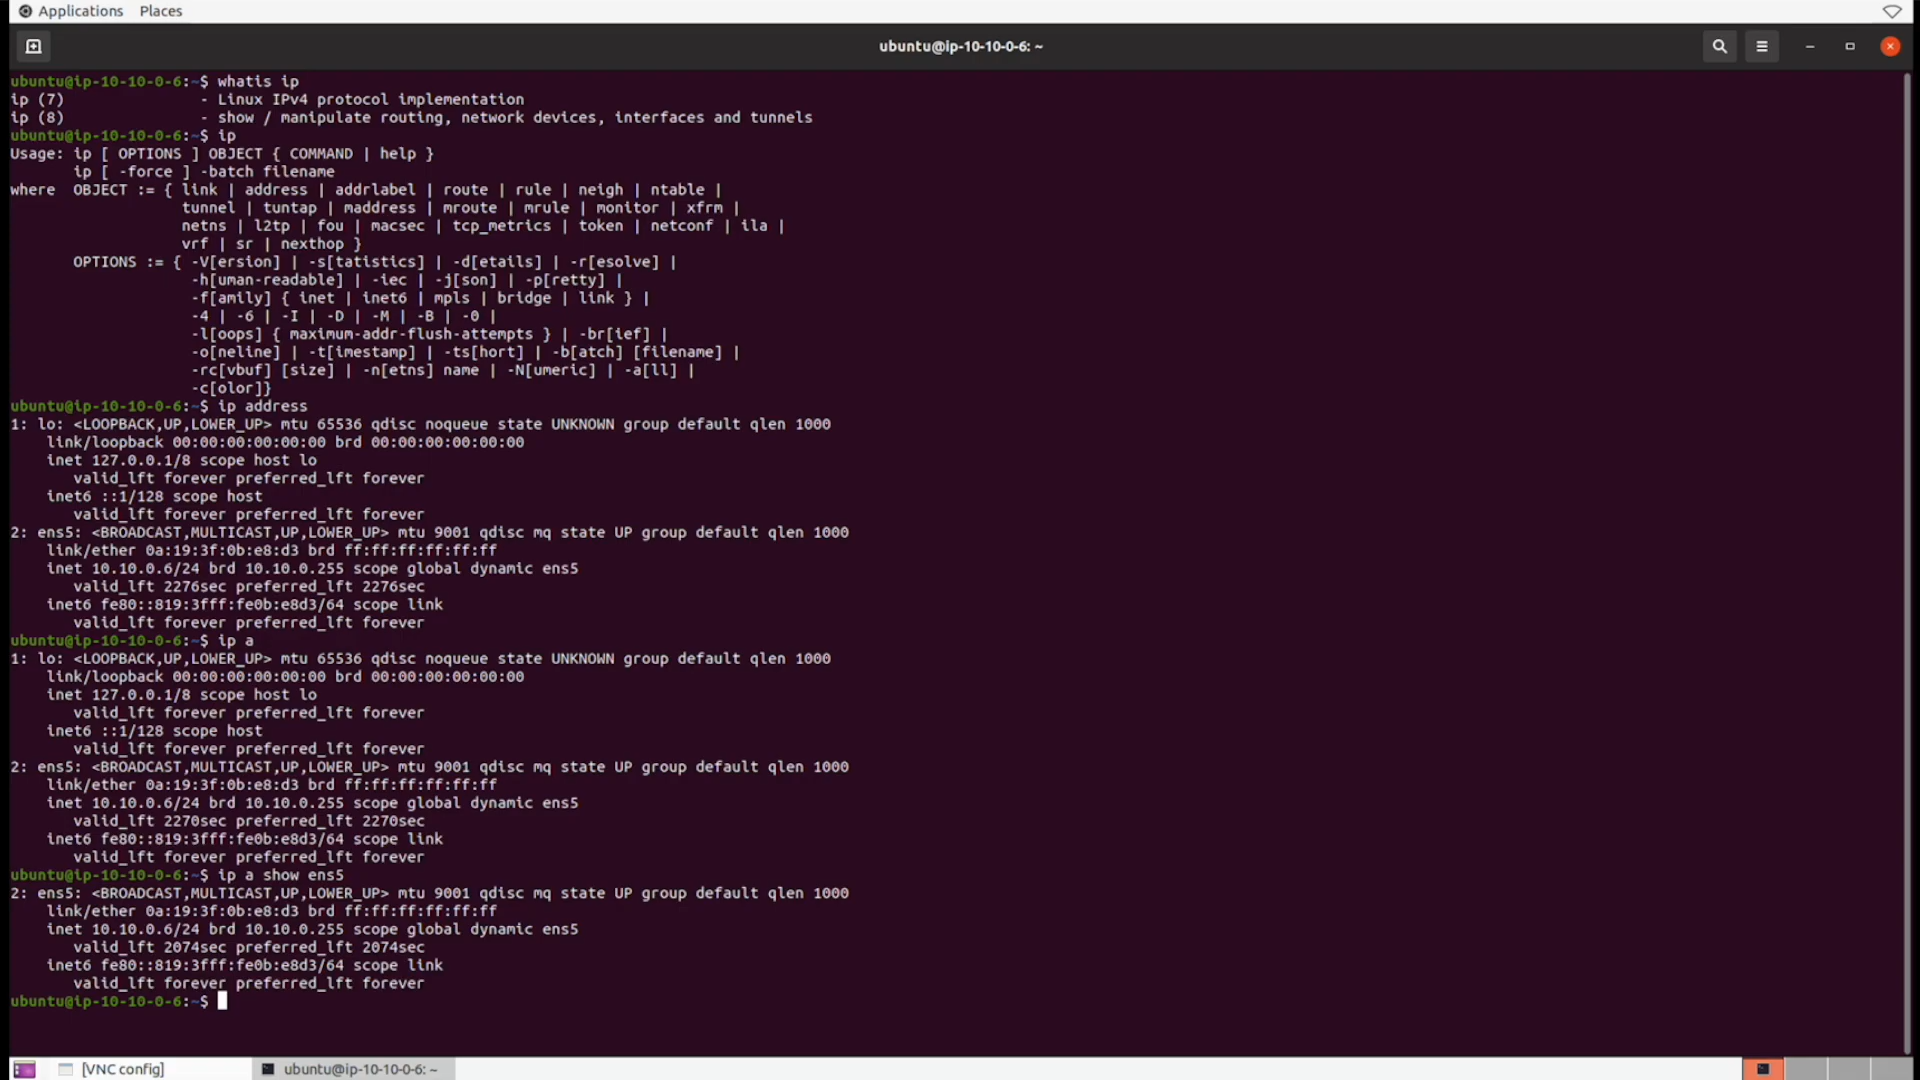 Applications Places
ubuntu@ip-10-10-0-6: ~
ubuntu@ip-10-10-0-6:~$ whatis ip
ip (7)               - Linux IPv4 protocol implementation
ip (8)               - show / manipulate routing, network devices, interfaces and tunnels
ubuntu@ip-10-10-0-6:~$ ip
Usage: ip [ OPTIONS ] OBJECT { COMMAND | help }
       ip [ -force ] -batch filename
where  OBJECT := { link | address | addrlabel | route | rule | neigh | ntable |
                   tunnel | tuntap | maddress | mroute | mrule | monitor | xfrm |
                   netns | l2tp | fou | macsec | tcp_metrics | token | netconf | ila |
                   vrf | sr | nexthop }
       OPTIONS := { -V[ersion] | -s[tatistics] | -d[etails] | -r[esolve] |
                    -h[uman-readable] | -iec | -j[son] | -p[retty] |
                    -f[amily] { inet | inet6 | mpls | bridge | link } |
                    -4 | -6 | -I | -D | -M | -B | -0 |
                    -l[oops] { maximum-addr-flush-attempts } | -br[ief] |
                    -o[neline] | -t[imestamp] | -ts[hort] | -b[atch] [filename] |
                    -rc[vbuf] [size] | -n[etns] name | -N[umeric] | -a[ll] |
                    -c[olor]}
ubuntu@ip-10-10-0-6:~$ ip address
1: lo: <LOOPBACK,UP,LOWER_UP> mtu 65536 qdisc noqueue state UNKNOWN group default qlen 1000
    link/loopback 00:00:00:00:00:00 brd 00:00:00:00:00:00
    inet 127.0.0.1/8 scope host lo
       valid_lft forever preferred_lft forever
    inet6 ::1/128 scope host
       valid_lft forever preferred_lft forever
2: ens5: <BROADCAST,MULTICAST,UP,LOWER_UP> mtu 9001 qdisc mq state UP group default qlen 1000
    link/ether 0a:19:3f:0b:e8:d3 brd ff:ff:ff:ff:ff:ff
    inet 10.10.0.6/24 brd 10.10.0.255 scope global dynamic ens5
       valid_lft 2276sec preferred_lft 2276sec
    inet6 fe80::819:3fff:fe0b:e8d3/64 scope link
       valid_lft forever preferred_lft forever
ubuntu@ip-10-10-0-6:~$ ip a
1: lo: <LOOPBACK,UP,LOWER_UP> mtu 65536 qdisc noqueue state UNKNOWN group default qlen 1000
    link/loopback 00:00:00:00:00:00 brd 00:00:00:00:00:00
    inet 127.0.0.1/8 scope host lo
       valid_lft forever preferred_lft forever
    inet6 ::1/128 scope host
       valid_lft forever preferred_lft forever
2: ens5: <BROADCAST,MULTICAST,UP,LOWER_UP> mtu 9001 qdisc mq state UP group default qlen 1000
    link/ether 0a:19:3f:0b:e8:d3 brd ff:ff:ff:ff:ff:ff
    inet 10.10.0.6/24 brd 10.10.0.255 scope global dynamic ens5
       valid_lft 2270sec preferred_lft 2270sec
    inet6 fe80::819:3fff:fe0b:e8d3/64 scope link
       valid_lft forever preferred_lft forever
ubuntu@ip-10-10-0-6:~$ ip a show ens5
2: ens5: <BROADCAST,MULTICAST,UP,LOWER_UP> mtu 9001 qdisc mq state UP group default qlen 1000
    link/ether 0a:19:3f:0b:e8:d3 brd ff:ff:ff:ff:ff:ff
    inet 10.10.0.6/24 brd 10.10.0.255 scope global dynamic ens5
       valid_lft 2074sec preferred_lft 2074sec
    inet6 fe80::819:3fff:fe0b:e8d3/64 scope link
       valid_lft forever preferred_lft forever
ubuntu@ip-10-10-0-6:~$
[VNC config] ubuntu@ip-10-10-0-6: ~